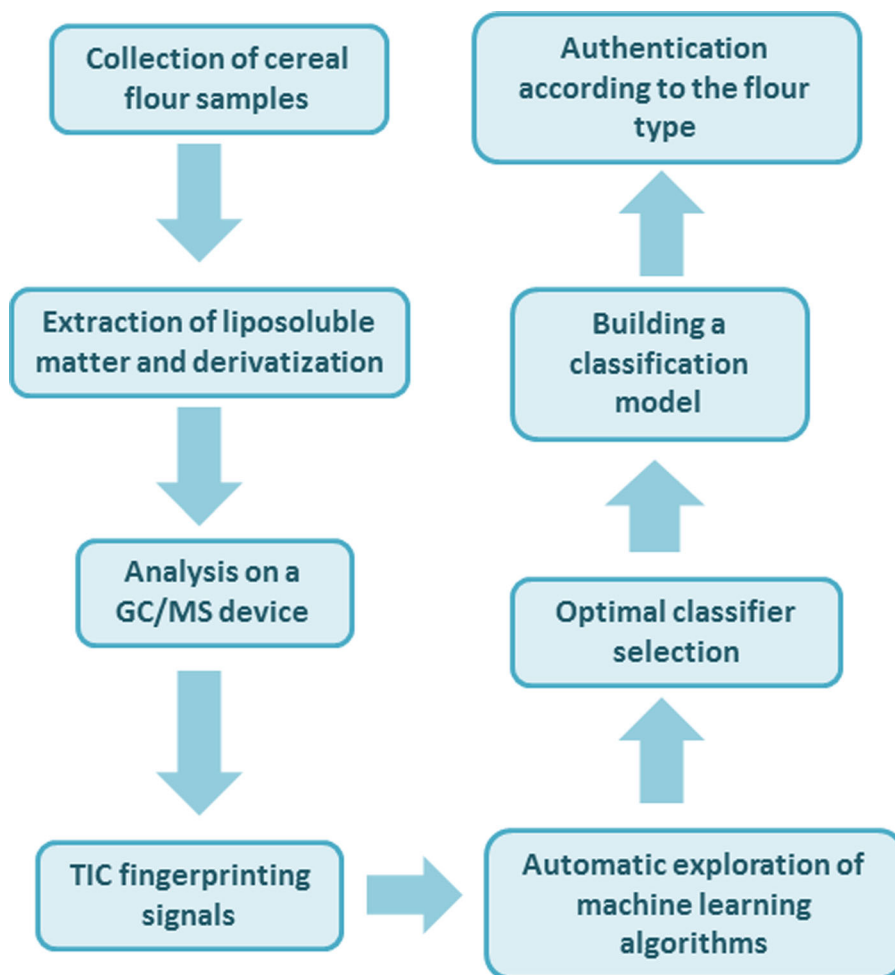 Collection of cereal
flour samples
Extraction of liposoluble
matter and derivatization
Analysis on a
GC/MS device
TIC fingerprinting
signals
Automatic exploration of
machine learning
algorithms
Optimal classifier
selection
Building a
classification
model
Authentication
according to the flour
type